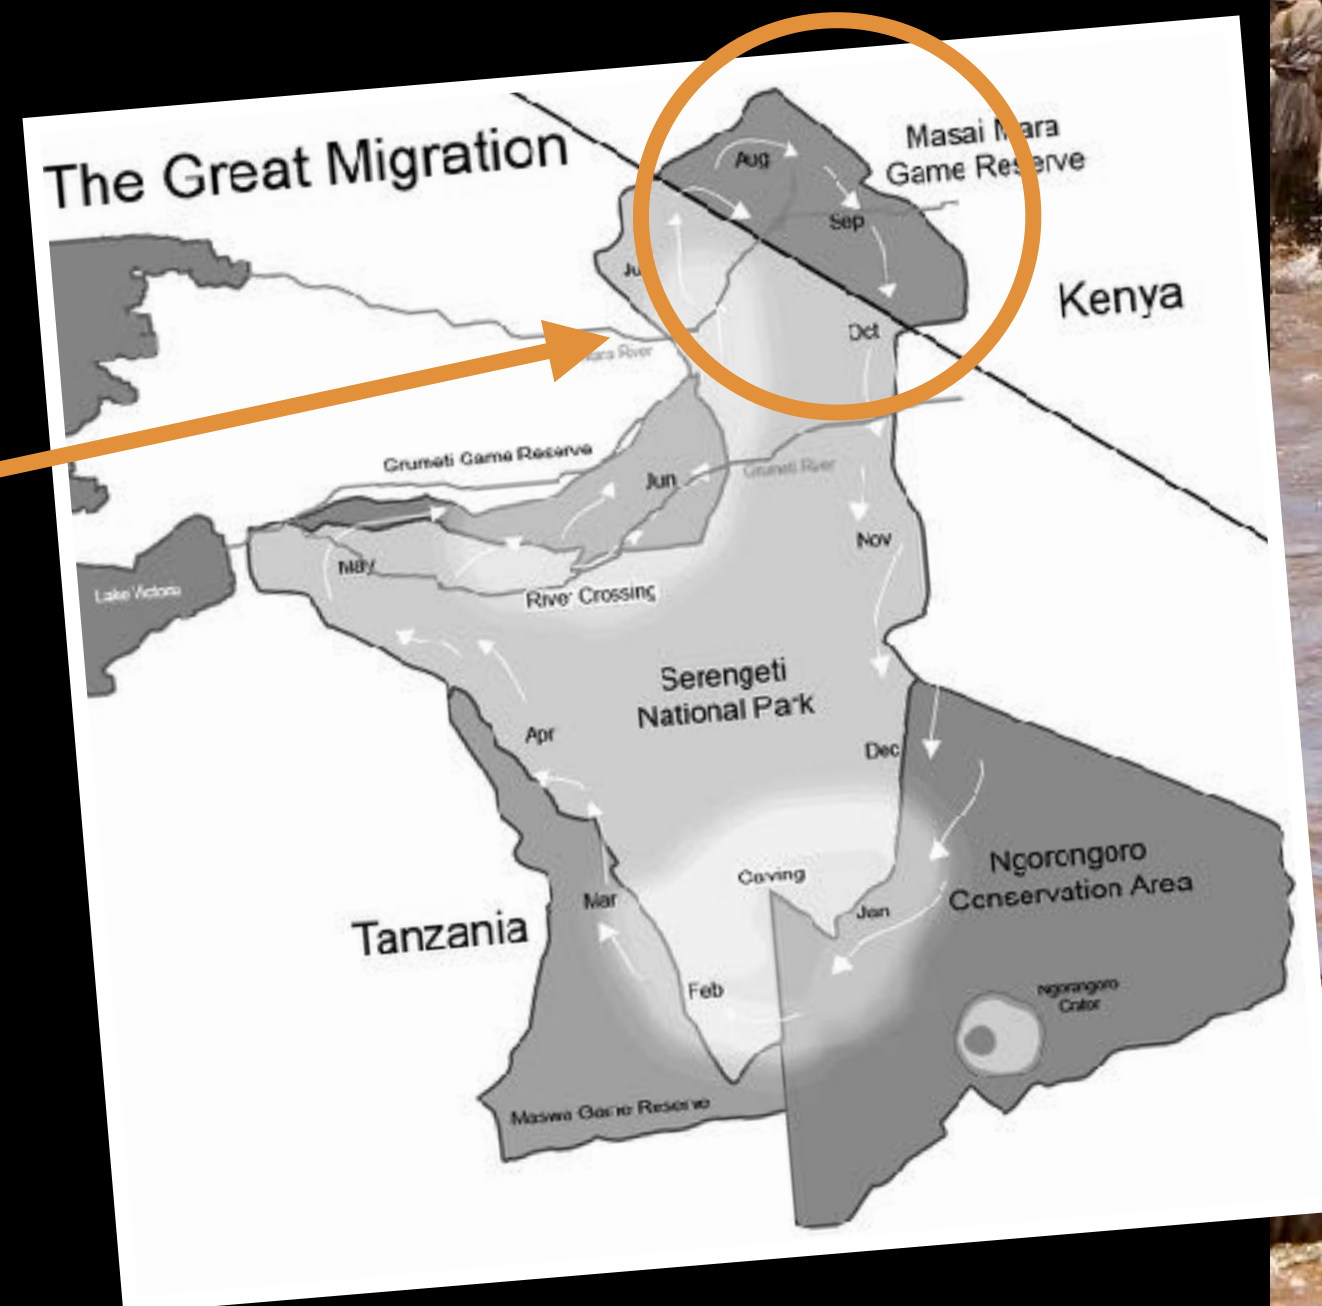 The Great Migration
Masai Mara
Game Reserve
Aug
Sep
Kenya
Oct
River
Grumeti Game Reserve
Jun
Grumeti River
Nov
May
Lake Victoria
River Crossing
Serengeti
National Park
Apr
Dec
Ngorongoro
Conservation Area
Calving
Mar
Jan
Tanzania
Feb
Ngorongoro
Crater
Maswa Game Reserve